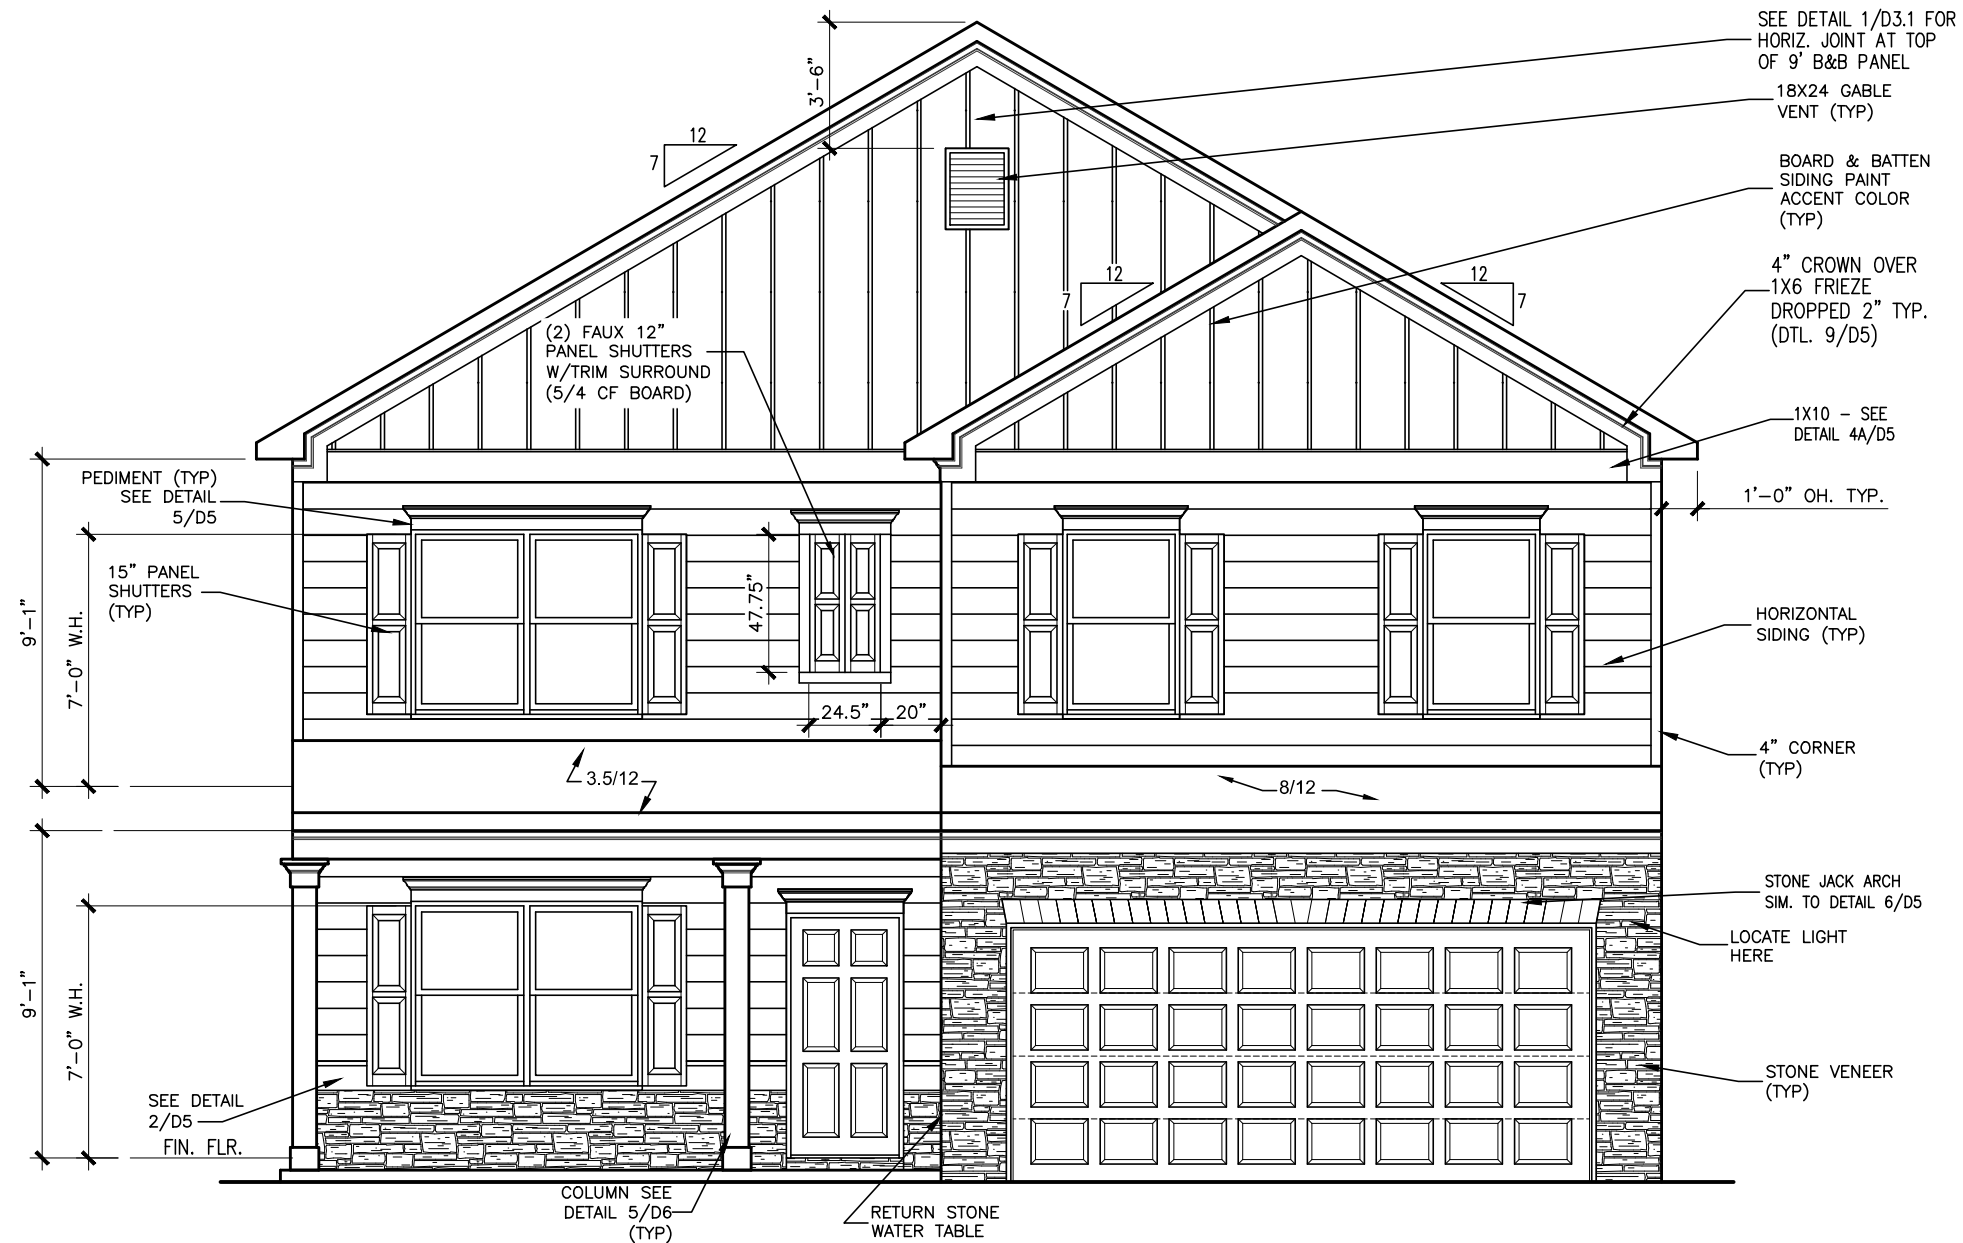 SEE DETAIL 1/D3.1 FOR
HORIZ. JOINT AT TOP
OF 9' B&B PANEL
3'-6"
18X24 GABLE
VENT (TYP)
12
7
BOARD & BATTEN
SIDING PAINT
ACCENT COLOR
(TYP)
12
7
12
7
4" CROWN OVER
1X6 FRIEZE
DROPPED 2" TYP.
(DTL. 9/D5)
(2) FAUX 12"
PANEL SHUTTERS
W/TRIM SURROUND
(5/4 CF BOARD)
1X10 - SEE
DETAIL 4A/D5
PEDIMENT (TYP)
SEE DETAIL
5/D5
1'-0" OH. TYP.
15" PANEL
SHUTTERS
(TYP)
9'-1"
7'-0" W.H.
47.75"
HORIZONTAL
SIDING (TYP)
24.5"
20"
4" CORNER
(TYP)
3.5/12
8/12
STONE JACK ARCH
SIM. TO DETAIL 6/D5
LOCATE LIGHT
HERE
9'-1"
7'-0" W.H.
STONE VENEER
(TYP)
SEE DETAIL
2/D5
FIN. FLR.
COLUMN SEE
DETAIL 5/D6
(TYP)
RETURN STONE
WATER TABLE